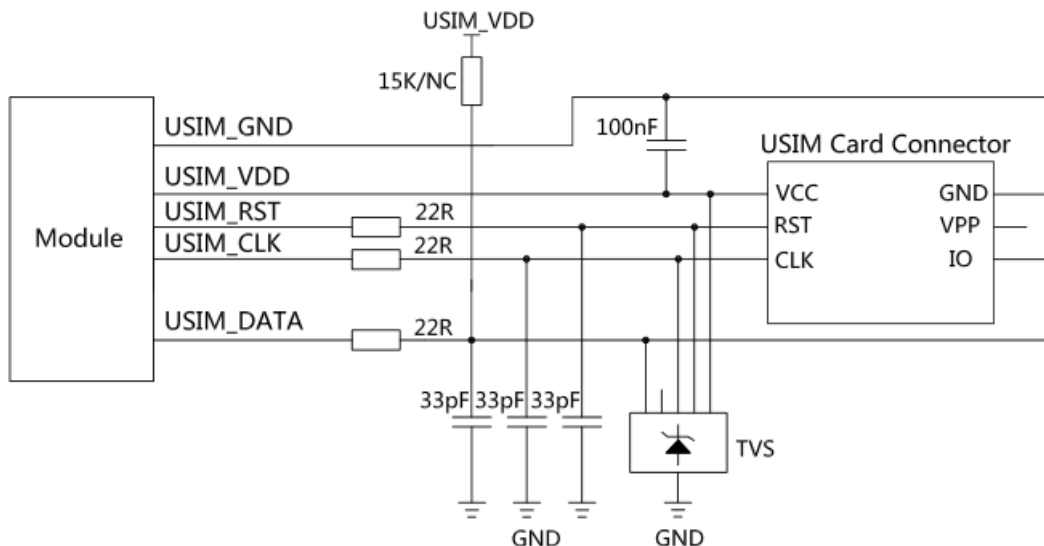 USIM_VDD
15K/NC
USIM_GND
100nF
USIM Card Connector
USIM_VDD
VCC
GND
USIM_RST
22R
RST
VPP
Module
USIM_CLK
22R
CLK
IO
USIM_DATA
22R
33pF 33pF 33pF
TVS
GND
GND